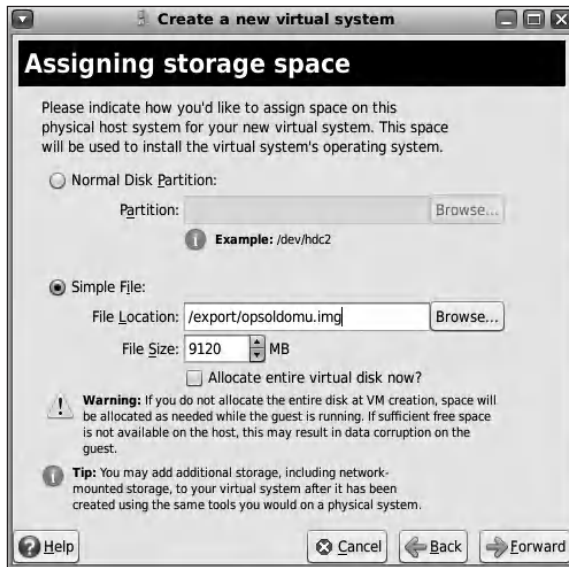 Create a new virtual system
Assigning storage space
Please indicate how you'd like to assign space on this
physical host system for your new virtual system. This space
will be used to install the virtual system's operating system.
Normal Disk Partition:
Partition:
Browse...
Example: /dev/hdc2
Simple File:
File Location: /export/opsoldomu.img Browse...
File Size: 9120 MB
Allocate entire virtual disk now?
Warning: If you do not allocate the entire disk at VM creation, space will
be allocated as needed while the guest is running. If sufficient free space
is not available on the host, this may result in data corruption on the
guest.
Tip: You may add additional storage, including network-
mounted storage, to your virtual system after it has been
created using the same tools you would on a physical system.
Help Cancel Back Forward